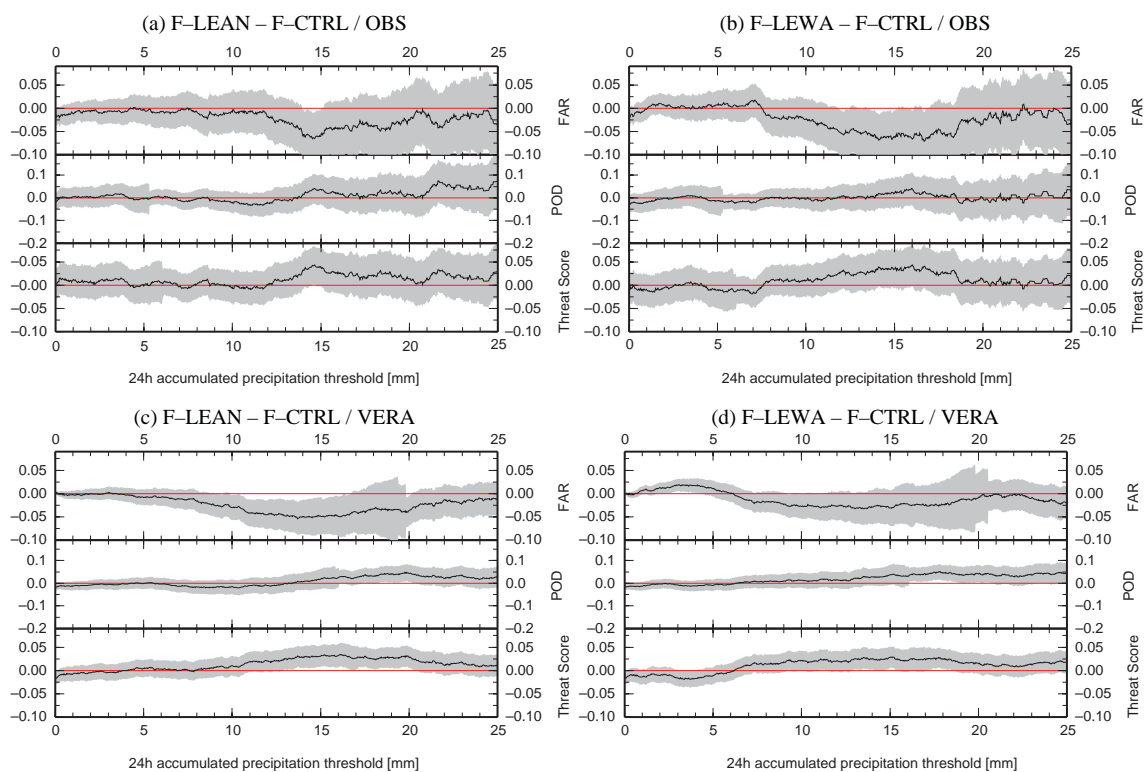 (a) F–LEAN – F–CTRL / OBS
(b) F–LEWA – F–CTRL / OBS
0 5 10 15 20 25
0 5 10 15 20 25
0.05 0.05 0.05 0.05
0.00 0.00 0.00 0.00
−0.05 −0.05 −0.05 −0.05
−0.10 −0.10 −0.10 −0.10
FAR FAR
0.1 0.1 0.1 0.1
0.0 0.0 0.0 0.0
−0.1 −0.1 −0.1 −0.1
−0.2 −0.2 −0.2 −0.2
POD POD
0.05 0.05 0.05 0.05
0.00 0.00 0.00 0.00
−0.05 −0.05 −0.05 −0.05
−0.10 −0.10 −0.10 −0.10
Threat Score Threat Score
0 5 10 15 20 25
0 5 10 15 20 25
24h accumulated precipitation threshold [mm]
24h accumulated precipitation threshold [mm]
(c) F–LEAN – F–CTRL / VERA
(d) F–LEWA – F–CTRL / VERA
0 5 10 15 20 25
0 5 10 15 20 25
0.05 0.05 0.05 0.05
0.00 0.00 0.00 0.00
−0.05 −0.05 −0.05 −0.05
−0.10 −0.10 −0.10 −0.10
FAR FAR
0.1 0.1 0.1 0.1
0.0 0.0 0.0 0.0
−0.1 −0.1 −0.1 −0.1
−0.2 −0.2 −0.2 −0.2
POD POD
0.05 0.05 0.05 0.05
0.00 0.00 0.00 0.00
−0.05 −0.05 −0.05 −0.05
−0.10 −0.10 −0.10 −0.10
Threat Score Threat Score
0 5 10 15 20 25
0 5 10 15 20 25
24h accumulated precipitation threshold [mm]
24h accumulated precipitation threshold [mm]